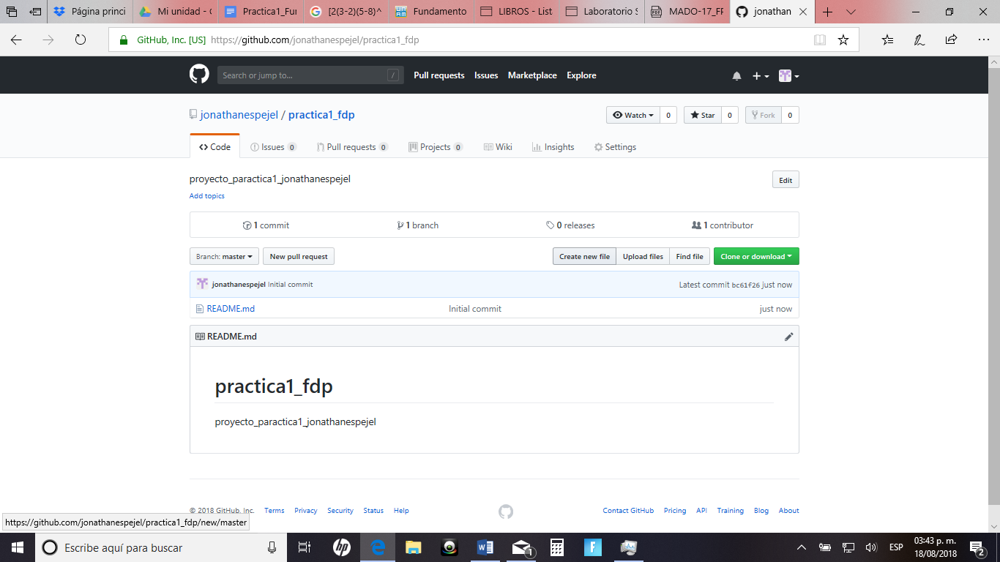 Página princi
Mi unidad - G
Practica1_Fur
[2(3-2)(5-8)^
Fundamento
LIBROS - List
Laboratorio S
MADO-17_FP
jonathan
GitHub, Inc. [US] https://github.com/jonathanespejel/practica1_fdp
Search or jump to... /
Pull requests Issues Marketplace Explore
jonathanespejel / practica1_fdp
Watch 0 Star 0 Fork 0
Code Issues 0 Pull requests 0 Projects 0 Wiki Insights Settings
proyecto_paractica1_jonathanespejel
Edit
Add topics
1 commit 1 branch 0 releases 1 contributor
Branch: master New pull request Create new file Upload files Find file Clone or download
jonathanespejel Initial commit Latest commit bc61f26 just now
README.md Initial commit just now
README.md
practica1_fdp
proyecto_paractica1_jonathanespejel
© 2018 GitHub, Inc. Terms Privacy Security Status Help Contact GitHub Pricing API Training Blog About
https://github.com/jonathanespejel/practica1_fdp/new/master
Escribe aquí para buscar
hp
1
ESP
03:43 p. m.
18/08/2018
2